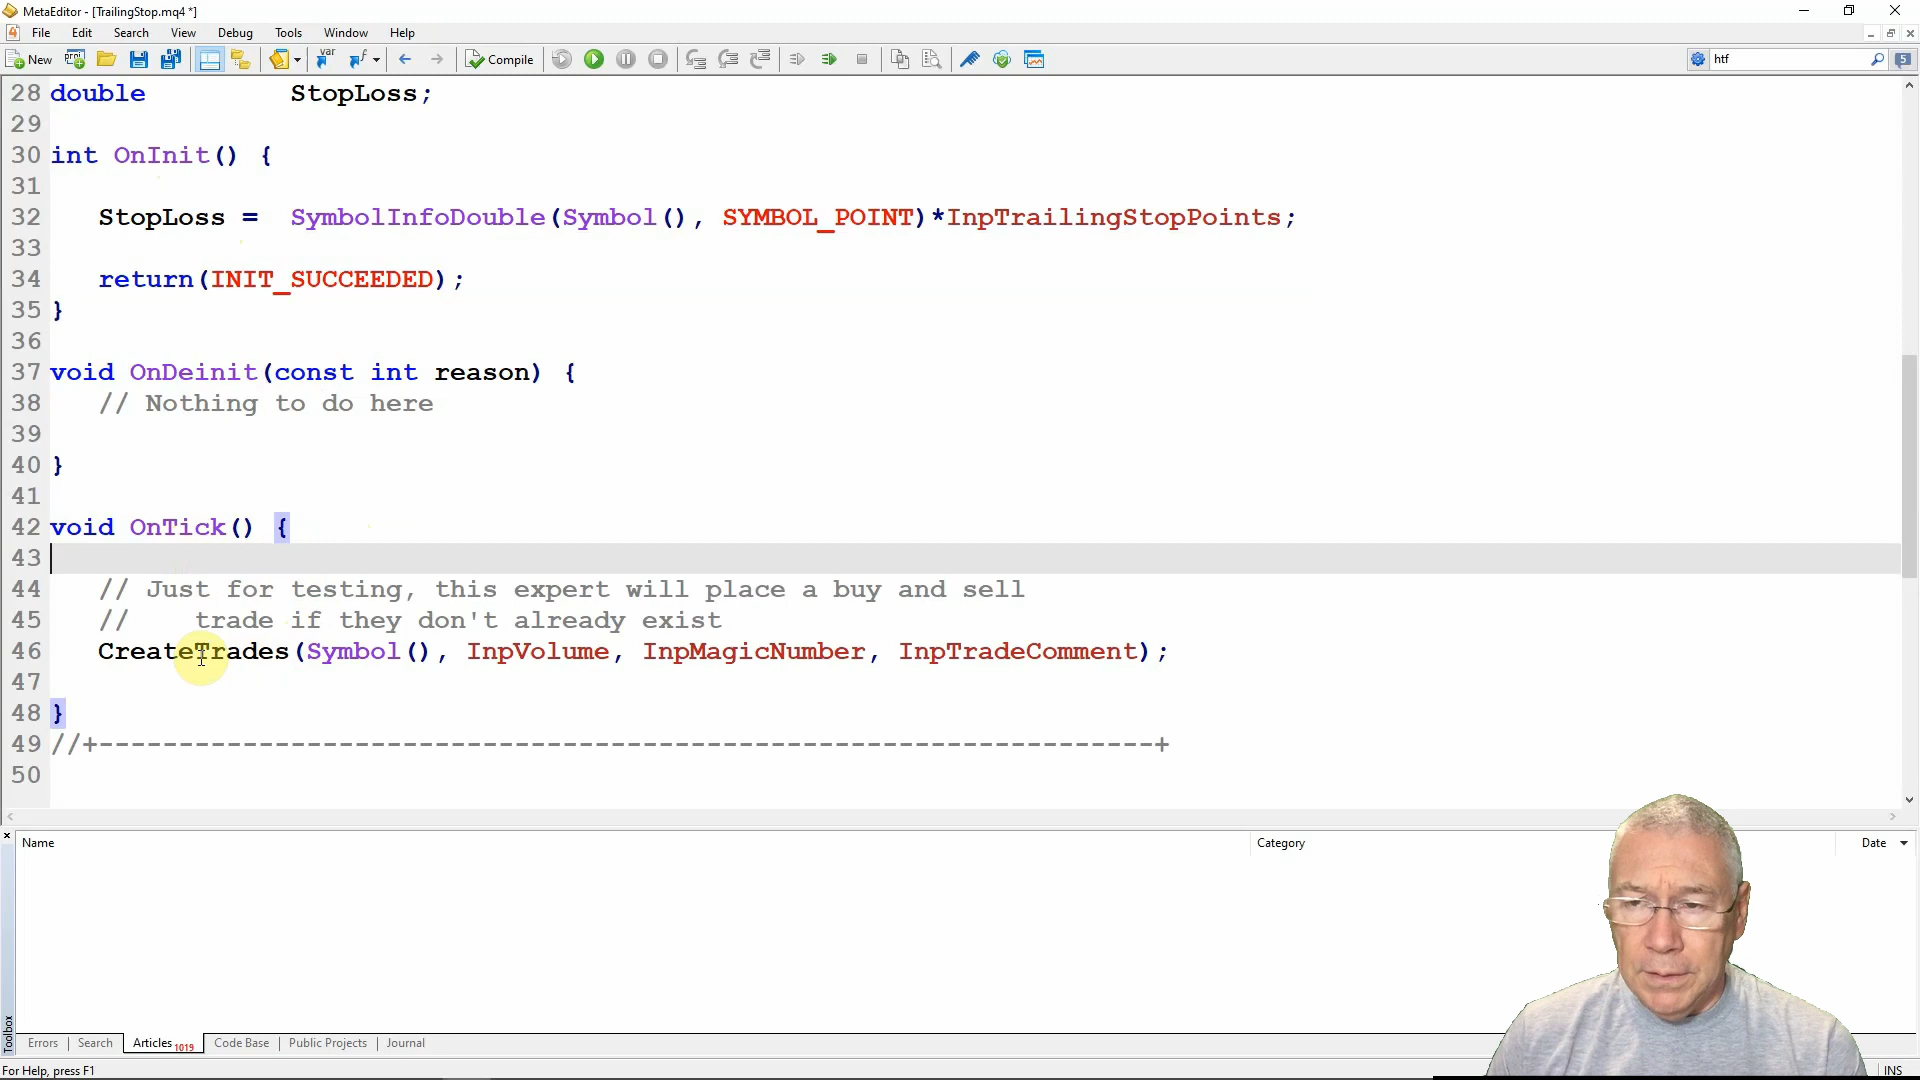 MetaEditor - [TrailingStop.mq4 *]
File Edit Search View Debug Tools Window Help
New var Compile htf 5
28 double StopLoss;
29
30 int OnInit() {
31
32 StopLoss = SymbolInfoDouble(Symbol(), SYMBOL_POINT)*InpTrailingStopPoints;
33
34 return(INIT_SUCCEEDED);
35 }
36
37 void OnDeinit(const int reason) {
38 // Nothing to do here
39
40 }
41
42 void OnTick() {
43
44 // Just for testing, this expert will place a buy and sell
45 // trade if they don't already exist
46 CreateTrades(Symbol(), InpVolume, InpMagicNumber, InpTradeComment);
47
48 }
49 //+------------------------------------------------------------------+
50
Name Category Date
Toolbox
Errors Search Articles 1019 Code Base Public Projects Journal
For Help, press F1 INS